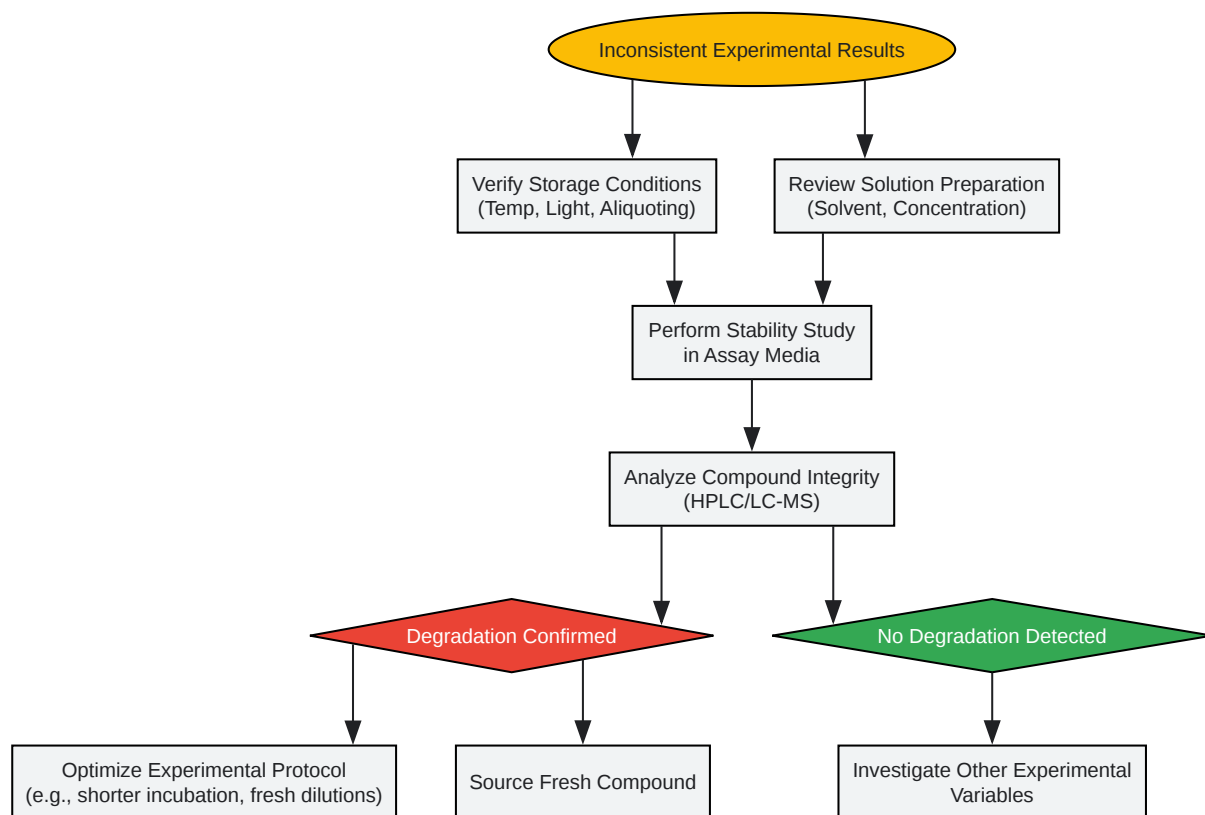 Inconsistent Experimental Results
Verify Storage Conditions
(Temp, Light, Aliquoting)
Review Solution Preparation
(Solvent, Concentration)
Perform Stability Study
in Assay Media
Analyze Compound Integrity
(HPLC/LC-MS)
Degradation Confirmed
No Degradation Detected
Optimize Experimental Protocol
(e.g., shorter incubation, fresh dilutions)
Source Fresh Compound
Investigate Other Experimental
Variables